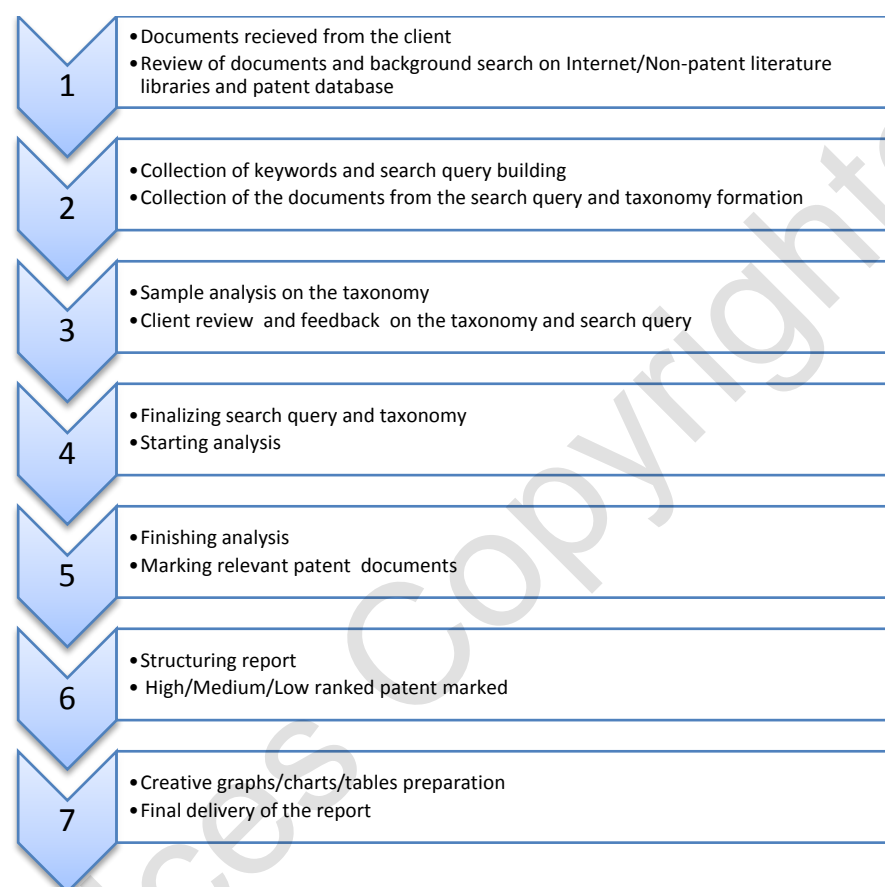 1
•Documents recieved from the client
•Review of documents and background search on Internet/Non-patent literature
libraries and patent database
2
•Collection of keywords and search query building
•Collection of the documents from the search query and taxonomy formation
3
•Sample analysis on the taxonomy
•Client review and feedback on the taxonomy and search query
4
•Finalizing search query and taxonomy
•Starting analysis
5
•Finishing analysis
•Marking relevant patent documents
6
•Structuring report
• High/Medium/Low ranked patent marked
7
•Creative graphs/charts/tables preparation
•Final delivery of the report